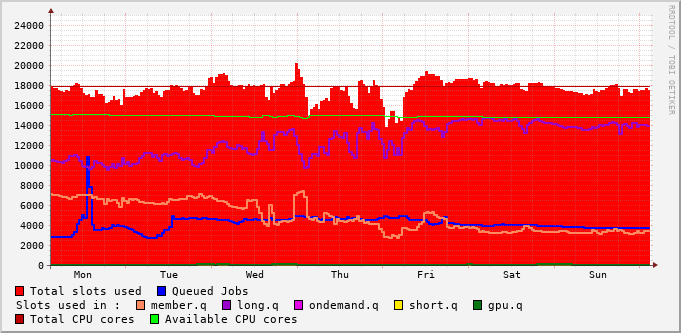 24000
22000
20000
18000
16000
14000
12000
10000
8000
6000
4000
2000
0
Mon Tue Wed Thu Fri Sat Sun
Total slots used Queued Jobs
Slots used in : member.q long.q ondemand.q short.q gpu.q
Total CPU cores Available CPU cores
RRDTOOL / TOBI OETIKER